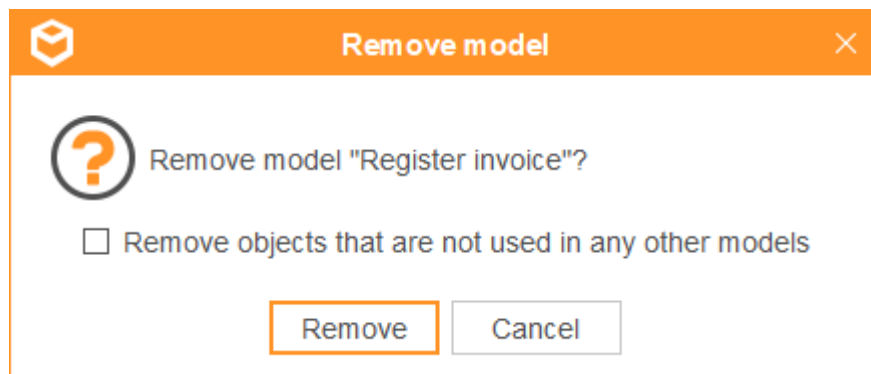 Remove model
Remove model "Register invoice"?
Remove objects that are not used in any other models
Remove
Cancel